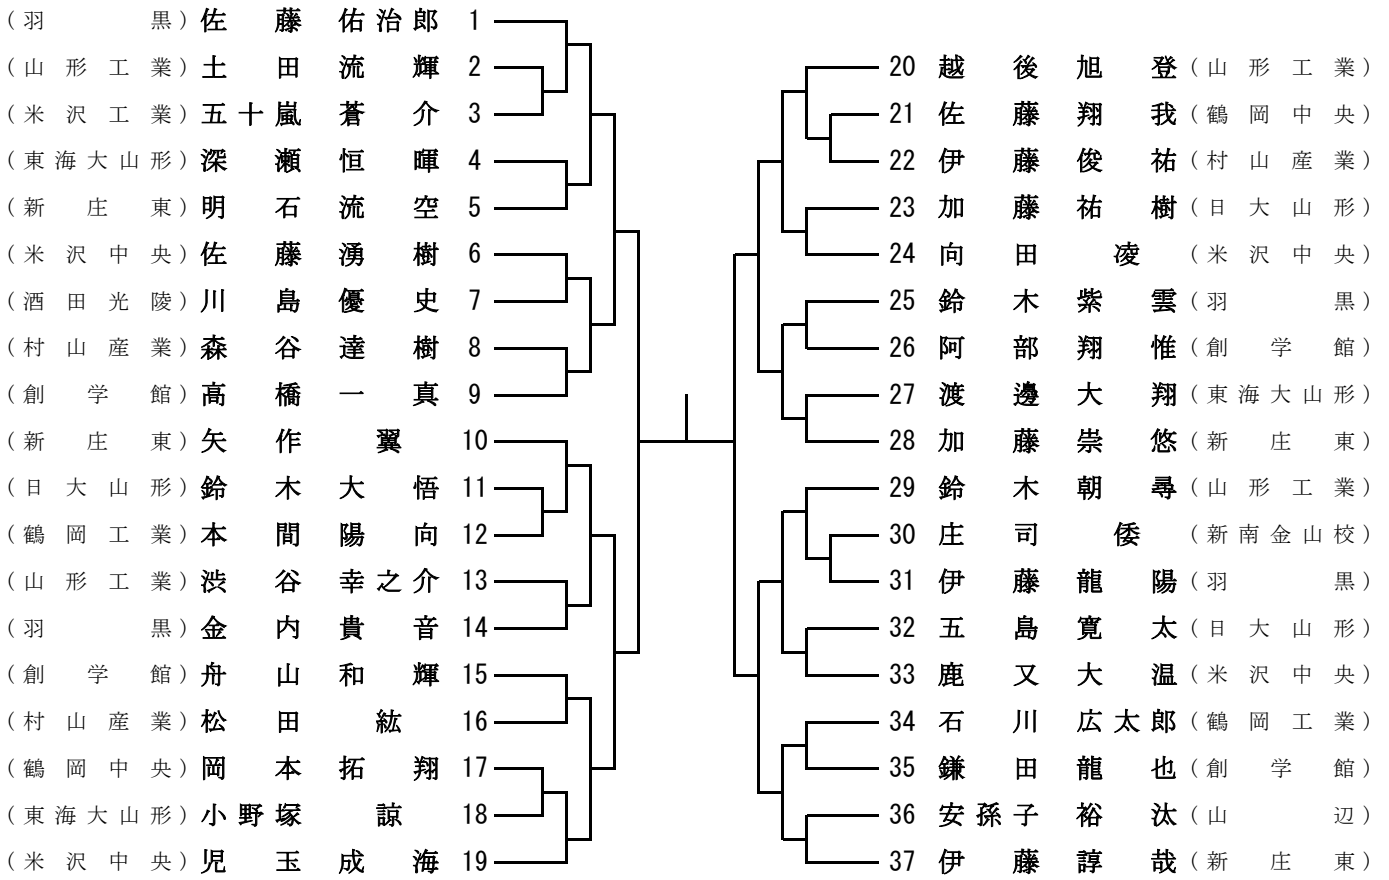 (羽黒) 佐藤佑治郎 1
(山形工業) 土田流輝 2
(米沢工業) 五十嵐蒼介 3
(東海大山形) 深瀬恒暉 4
(新庄東) 明石流空 5
(米沢中央) 佐藤湧樹 6
(酒田光陵) 川島優史 7
(村山産業) 森谷達樹 8
(創学館) 高橋一真 9
(新庄東) 矢作翼 10
(日大山形) 鈴木大悟 11
(鶴岡工業) 本間陽向 12
(山形工業) 渋谷幸之介 13
(羽黒) 金内貴音 14
(創学館) 舟山和輝 15
(村山産業) 松田紘 16
(鶴岡中央) 岡本拓翔 17
(東海大山形) 小野塚諒 18
(米沢中央) 児玉成海 19
20 越後旭登 (山形工業)
21 佐藤翔我 (鶴岡中央)
22 伊藤俊祐 (村山産業)
23 加藤祐樹 (日大山形)
24 向田凌 (米沢中央)
25 鈴木紫雲 (羽黒)
26 阿部翔惟 (創学館)
27 渡邊大翔 (東海大山形)
28 加藤崇悠 (新庄東)
29 鈴木朝尋 (山形工業)
30 庄司倭 (新南金山校)
31 伊藤龍陽 (羽黒)
32 五島寛太 (日大山形)
33 鹿又大温 (米沢中央)
34 石川広太郎 (鶴岡工業)
35 鎌田龍也 (創学館)
36 安孫子裕汰 (山辺)
37 伊藤諄哉 (新庄東)